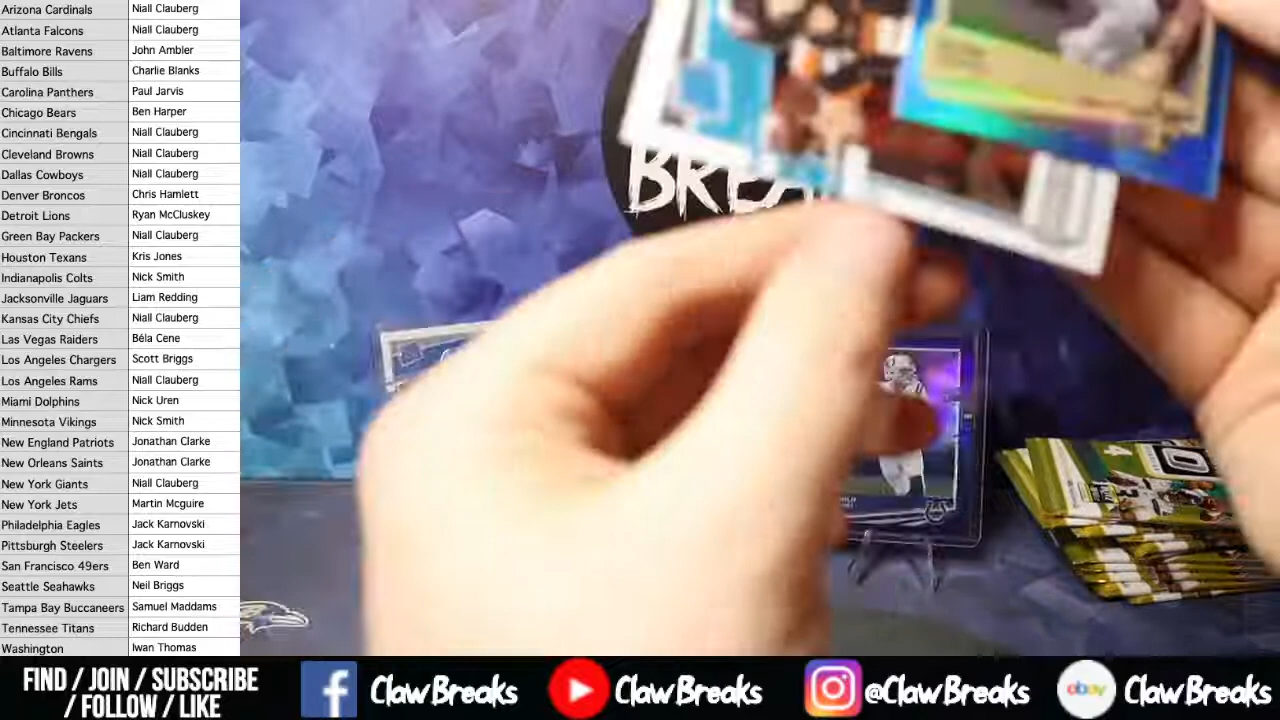 Arizona Cardinals Niall Clauberg
Atlanta Falcons Niall Clauberg
Baltimore Ravens John Ambler
Buffalo Bills Charlie Blanks
Carolina Panthers Paul Jarvis
Chicago Bears Ben Harper
Cincinnati Bengals Niall Clauberg
Cleveland Browns Niall Clauberg
Dallas Cowboys Niall Clauberg
Denver Broncos Chris Hamlett
Detroit Lions Ryan McCluskey
Green Bay Packers Niall Clauberg
Houston Texans Kris Jones
Indianapolis Colts Nick Smith
Jacksonville Jaguars Liam Redding
Kansas City Chiefs Niall Clauberg
Las Vegas Raiders Béla Cene
Los Angeles Chargers Scott Briggs
Los Angeles Rams Niall Clauberg
Miami Dolphins Nick Uren
Minnesota Vikings Nick Smith
New England Patriots Jonathan Clarke
New Orleans Saints Jonathan Clarke
New York Giants Niall Clauberg
New York Jets Martin Mcguire
Philadelphia Eagles Jack Karnovski
Pittsburgh Steelers Jack Karnovski
San Francisco 49ers Ben Ward
Seattle Seahawks Neil Briggs
Tampa Bay Buccaneers Samuel Maddams
Tennessee Titans Richard Budden
Washington Iwan Thomas
FIND / JOIN / SUBSCRIBE
/ FOLLOW / LIKE
ClawBreaks
ClawBreaks
@ClawBreaks
ebay
ClawBreaks